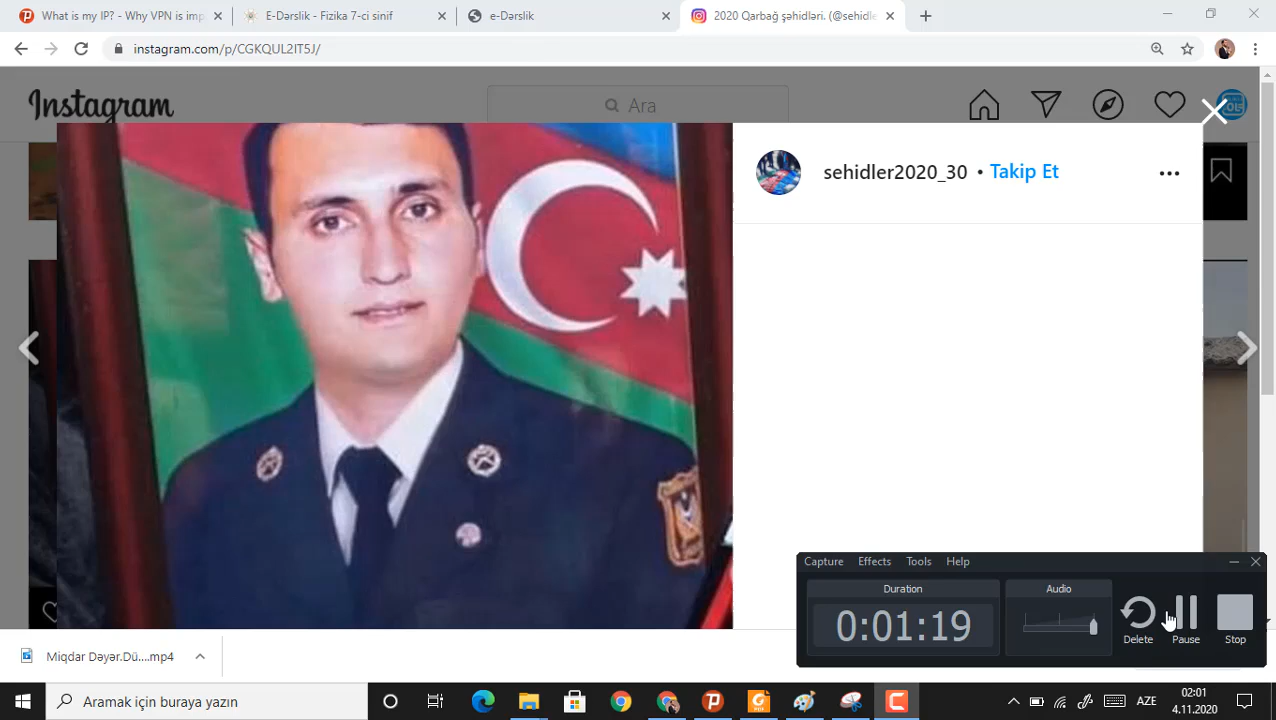 What is my IP? - Why VPN is imp
E-Dərslik - Fizika 7-ci sinif
e-Dərslik
2020 Qarbağ şəhidləri. (@sehidle
instagram.com/p/CGKQUL2IT5J/
Instagram
Ara
sehidler2020_30 • Takip Et
Capture Effects Tools Help
Duration
Audio
0:01:19
Delete
Pause
Stop
Miqdar Dəyər.Dü....mp4
Aramak için buraya yazın
AZE
02:01
4.11.2020